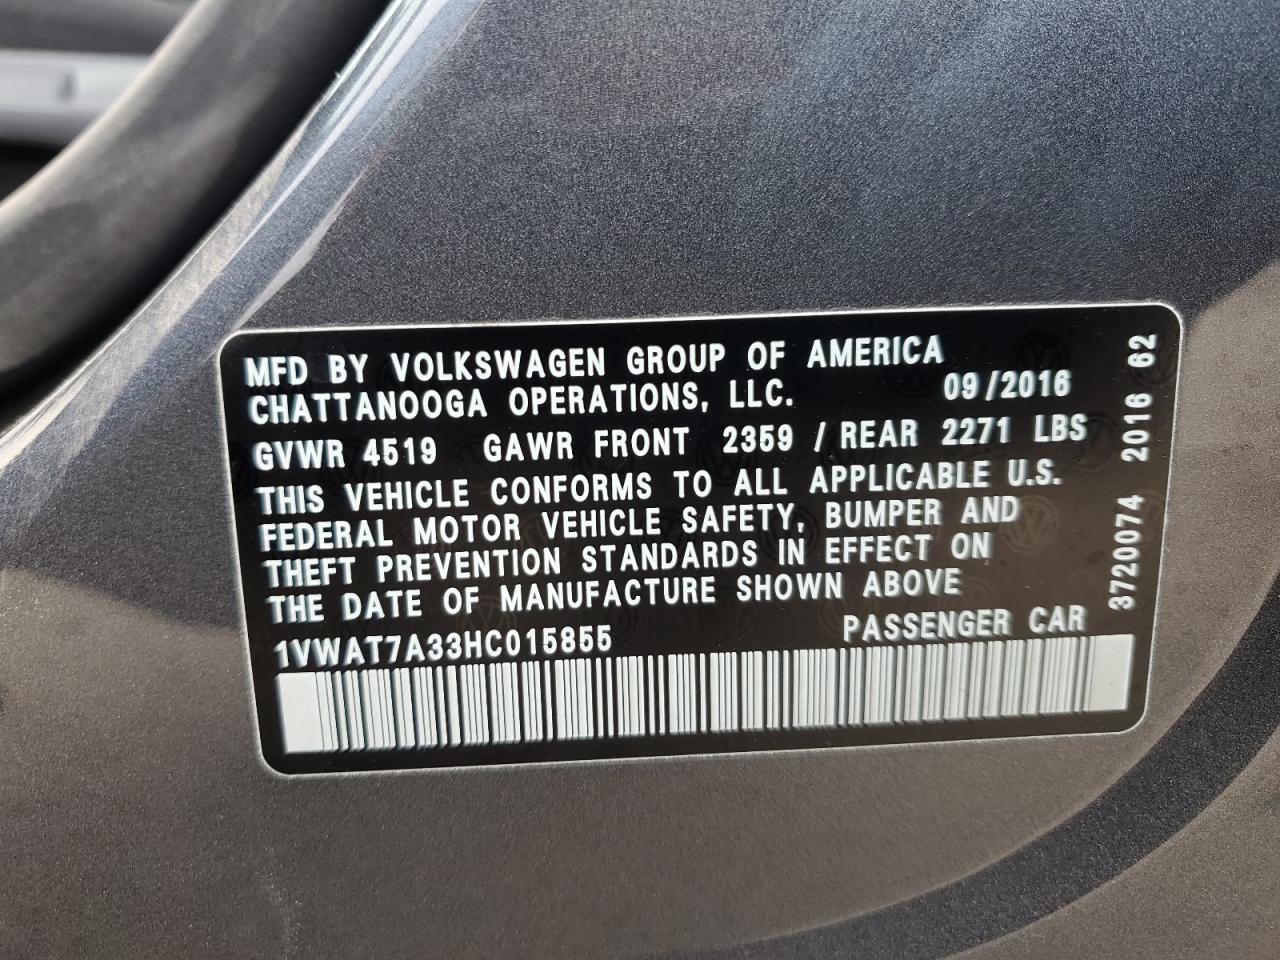 MFD BY VOLKSWAGEN GROUP OF AMERICA
CHATTANOOGA OPERATIONS, LLC. 09/2016
GVWR 4519 GAWR FRONT 2359 / REAR 2271 LBS
THIS VEHICLE CONFORMS TO ALL APPLICABLE U.S.
FEDERAL MOTOR VEHICLE SAFETY, BUMPER AND
THEFT PREVENTION STANDARDS IN EFFECT ON
THE DATE OF MANUFACTURE SHOWN ABOVE
1VWAT7A33HC015855 PASSENGER CAR
3720074 2016 62